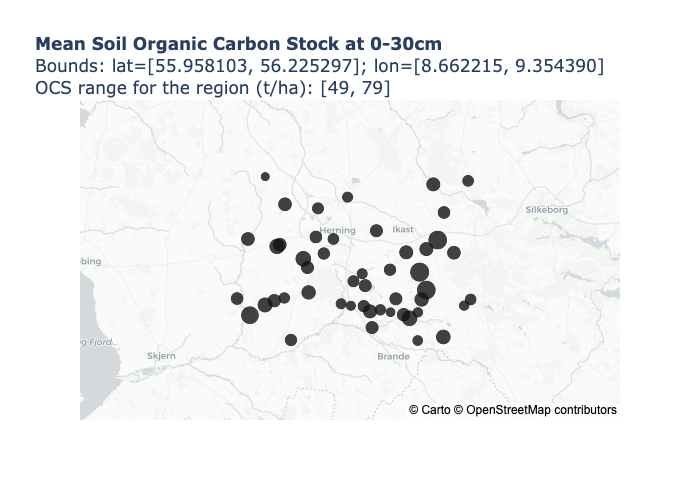 Mean Soil Organic Carbon Stock at 0-30cm
Bounds: lat=[55.958103, 56.225297]; lon=[8.662215, 9.354390]
OCS range for the region (t/ha): [49, 79]
Silkeborg
Herning
Ikast
bing
g Fjord
Skjern
Brande
© Carto © OpenStreetMap contributors